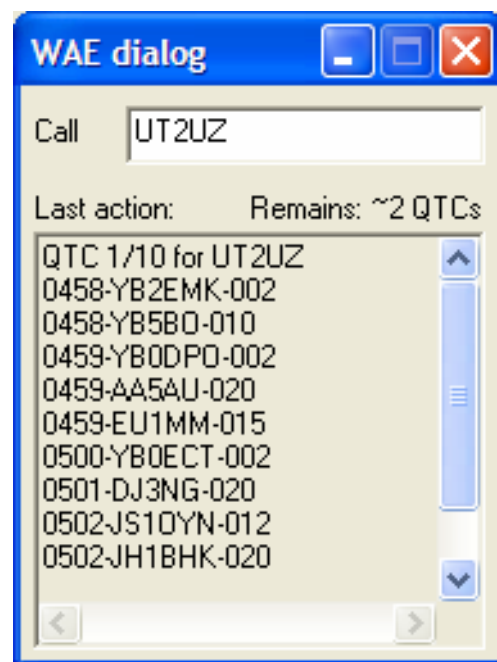 WAE dialog
Call UT2UZ
Last action: Remains: ~2 QTCs
QTC 1/10 for UT2UZ
0458-YB2EMK-002
0458-YB5BO-010
0459-YB0DPO-002
0459-AA5AU-020
0459-EU1MM-015
0500-YB0ECT-002
0501-DJ3NG-020
0502-JS1OYN-012
0502-JH1BHK-020